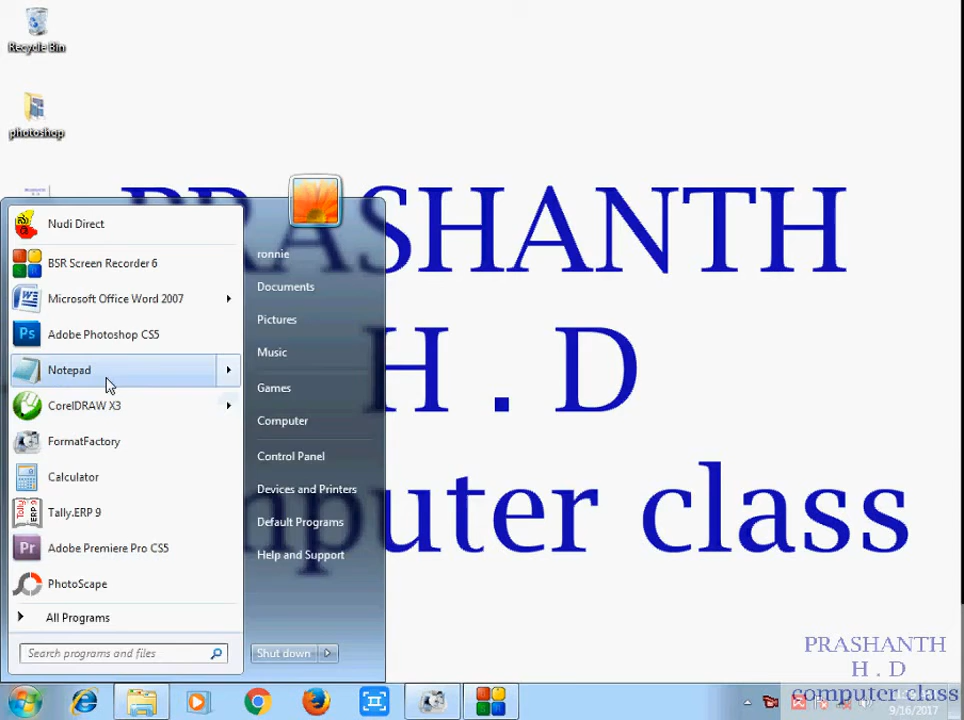 Recycle Bin
photoshop
PRASHANTH
H . D
computer class
Nudi Direct
BSR Screen Recorder 6
Microsoft Office Word 2007
Adobe Photoshop CS5
Notepad
CorelDRAW X3
FormatFactory
Calculator
Tally.ERP 9
Adobe Premiere Pro CS5
PhotoScape
All Programs
Search programs and files
ronnie
Documents
Pictures
Music
Games
Computer
Control Panel
Devices and Printers
Default Programs
Help and Support
Shut down
PRASHANTH
H . D
computer class
9/16/2017